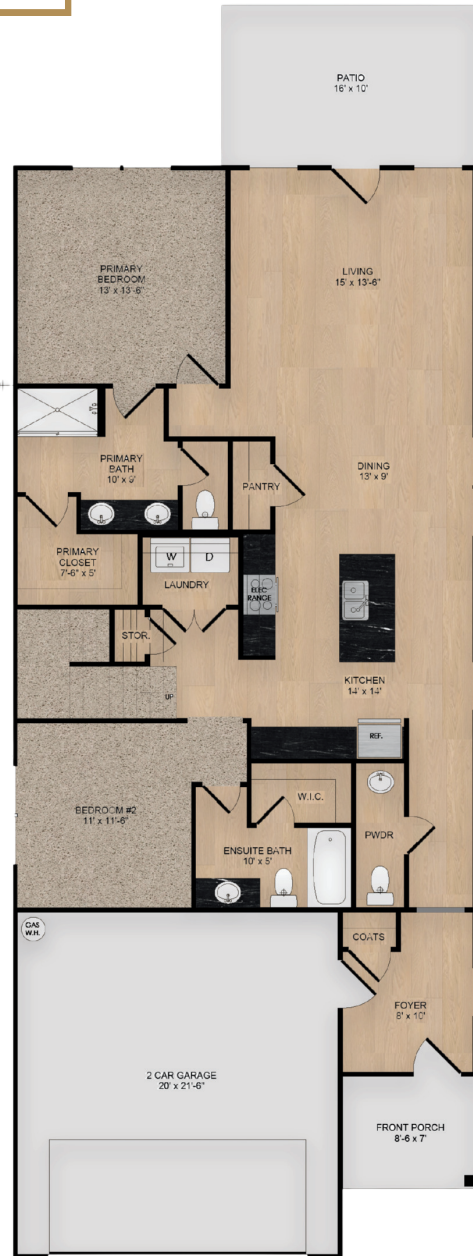 PATIO
16' x 10'
PRIMARY
BEDROOM
13' x 13'-6"
LIVING
15' x 13'-6"
PRIMARY
BATH
10' x 9'
DINING
13' x 9'
PANTRY
PRIMARY
CLOSET
7'-6" x 5'
W
D
LAUNDRY
ELEC
RANGE
STOR.
KITCHEN
14' x 14'
UP
REF.
BEDROOM #2
11' x 11'-6"
W.I.C.
ENSUITE BATH
10' x 5'
PWDR
GAS
W.H.
COATS
FOYER
8' x 10'
2 CAR GARAGE
20' x 21'-6"
FRONT PORCH
8'-6 x 7'